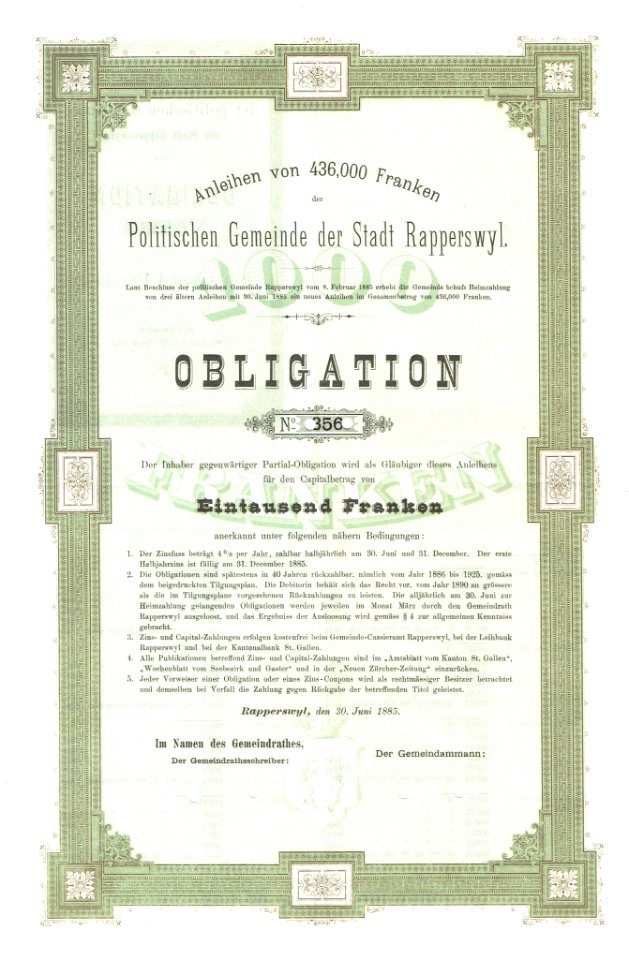 Anleihen von 436,000 Franken
der
Politischen Gemeinde der Stadt Rapperswyl.
Laut Beschluss der politischen Gemeinde Rapperswyl vom 8. Februar 1885 erhebt die Gemeinde behufs Heimzahlung
von drei ältern Anleihen mit 30. Juni 1885 ein neues Anleihen im Gesammtbetrag von 436,000 Franken.
1000
OBLIGATION
No 356
Der Inhaber gegenwärtiger Partial-Obligation wird als Gläubiger dieses Anleihens
für den Capitalbetrag von
FRANKEN
Eintausend Franken
anerkannt unter folgenden nähern Bedingungen:
1. Der Zinsfuss beträgt 4% per Jahr, zahlbar halbjährlich am 30. Juni und 31. December. Der erste
Halbjahrzins ist fällig am 31. December 1885.
2. Die Obligationen sind spätestens in 40 Jahren rückzahlbar, nämlich vom Jahr 1886 bis 1925, gemäss
dem beigedruckten Tilgungsplan. Die Debitorin behält sich das Recht vor, vom Jahr 1890 an grössere
als die im Tilgungsplane vorgesehenen Rückzahlungen zu leisten. Die alljährlich am 30. Juni zur
Heimzahlung gelangenden Obligationen werden jeweilen im Monat März durch den Gemeindrath
Rapperswyl ausgeloost, und das Ergebniss der Ausloosung wird gemäss § 4 zur allgemeinen Kenntniss
gebracht.
3. Zins- und Capital-Zahlungen erfolgen kostenfrei beim Gemeinde-Cassieramt Rapperswyl, bei der Leihbank
Rapperswyl und bei der Kantonalbank St. Gallen.
4. Alle Publikationen betreffend Zins- und Capital-Zahlungen sind im „Amtsblatt vom Kanton St. Gallen“,
„Wochenblatt vom Seebezirk und Gaster“ und in der „Neuen Zürcher-Zeitung“ einzurücken.
5. Jeder Vorweiser einer Obligation oder eines Zins-Coupons wird als rechtmässiger Besitzer betrachtet
und demselben bei Verfall die Zahlung gegen Rückgabe der betreffenden Titel geleistet.
Rapperswyl, den 30. Juni 1885.
Im Namen des Gemeindrathes,
Der Gemeindrathsschreiber:
Der Gemeindammann: